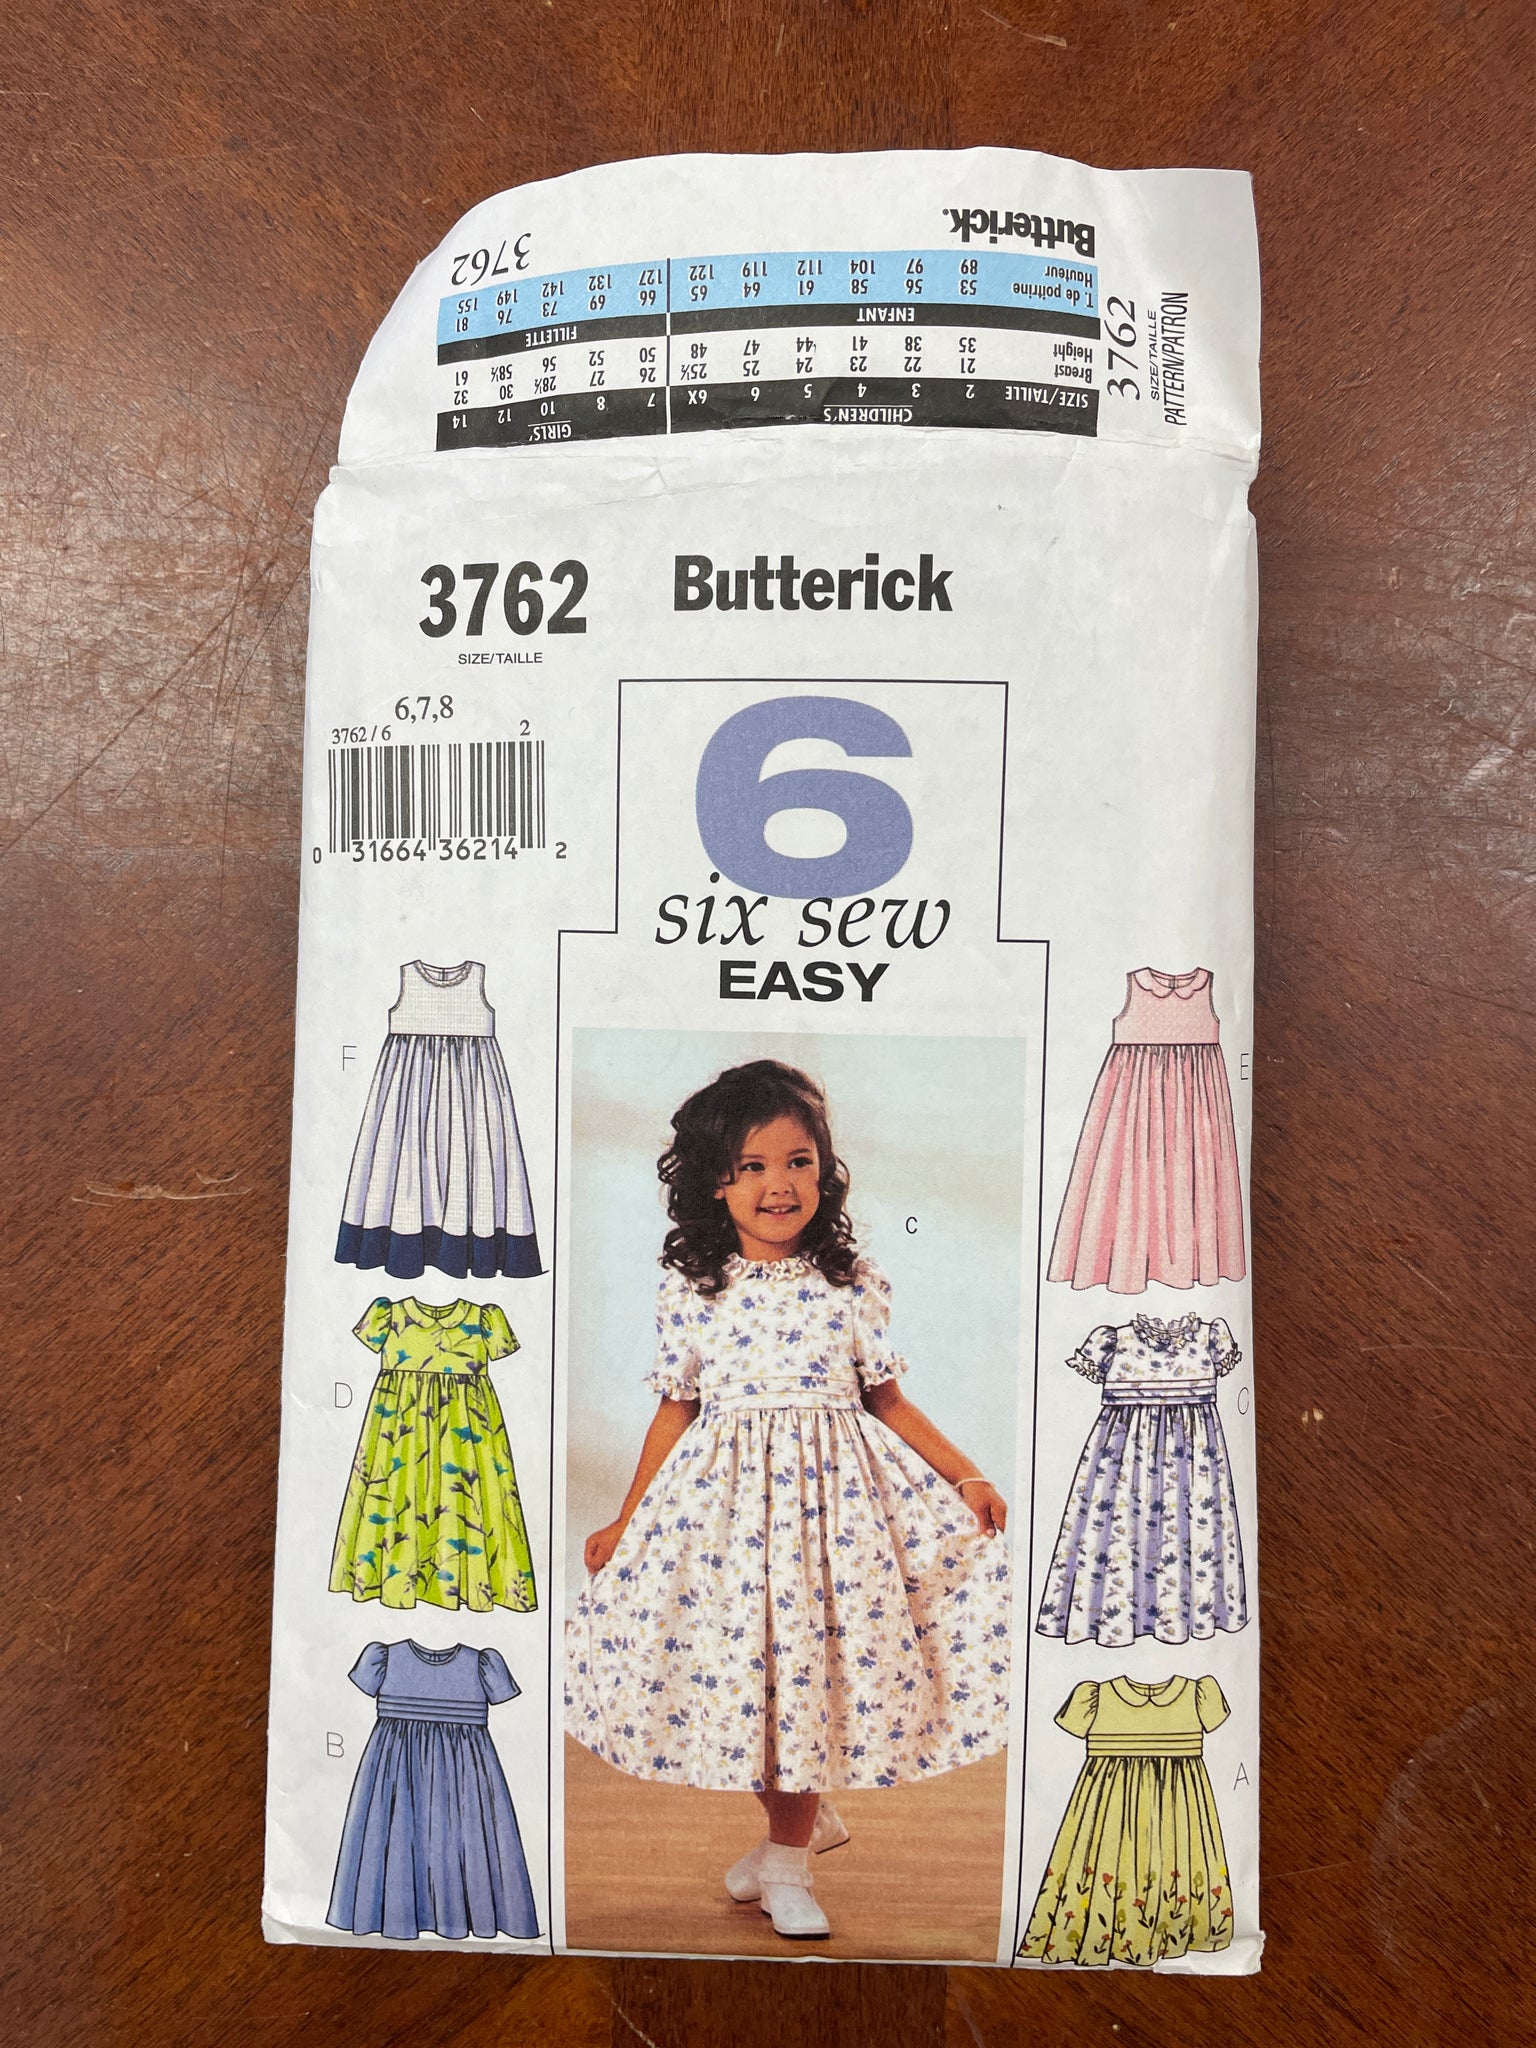 Butterick®
3762
T. de poitrine 53 56 58 61 64 65 66 69 73 76 81
Hauteur 89 97 104 112 119 122 127 132 142 149 155
ENFANT FILLETTE
Breast 21 22 23 24 25 25½ 26 27 28½ 30 32
Height 35 38 41 44 47 48 50 52 56 58½ 61
SIZE/TAILLE 2 3 4 5 6 6X 7 8 10 12 14
CHILDREN'S GIRLS'
3762
SIZE/TAILLE
PATTERN/PATRON
3762 Butterick
SIZE/TAILLE
6,7,8
3762 / 6 2
0 31664 36214 2
6
six sew
EASY
F
E
C
D
C
B
A